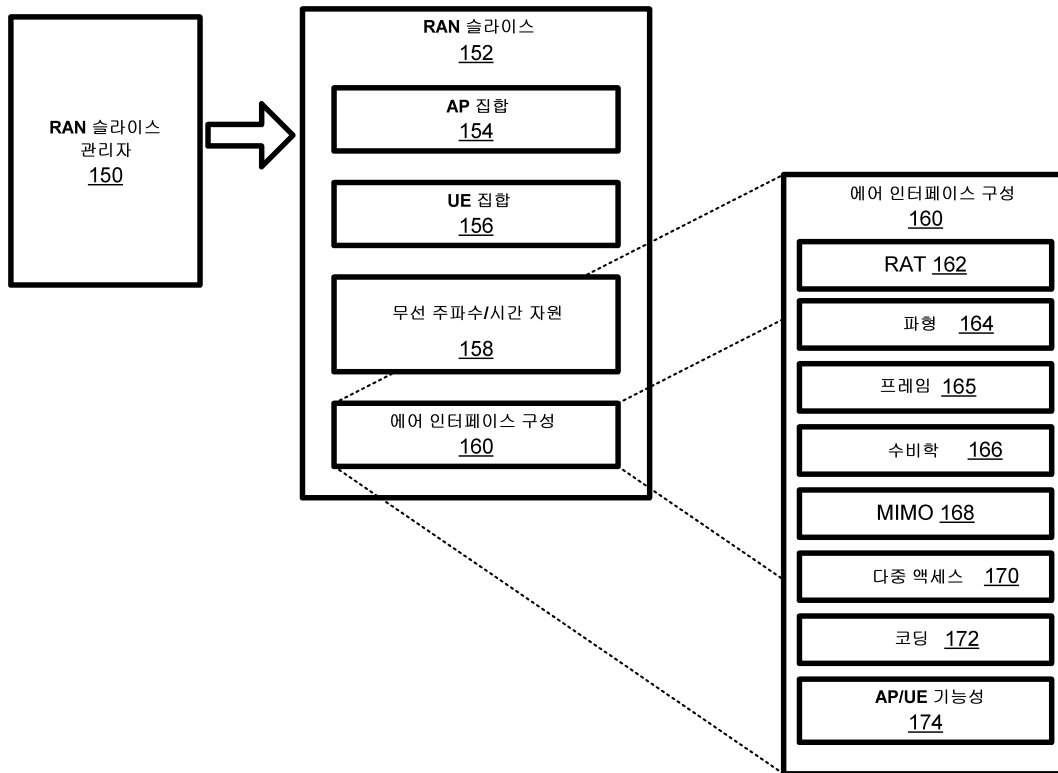 RAN 슬라이스
관리자
150
RAN 슬라이스
152
AP 집합
154
UE 집합
156
무선 주파수/시간 자원
158
에어 인터페이스 구성
160
에어 인터페이스 구성
160
RAT 162
파형 164
프레임 165
수비학 166
MIMO 168
다중 액세스 170
코딩 172
AP/UE 기능성
174